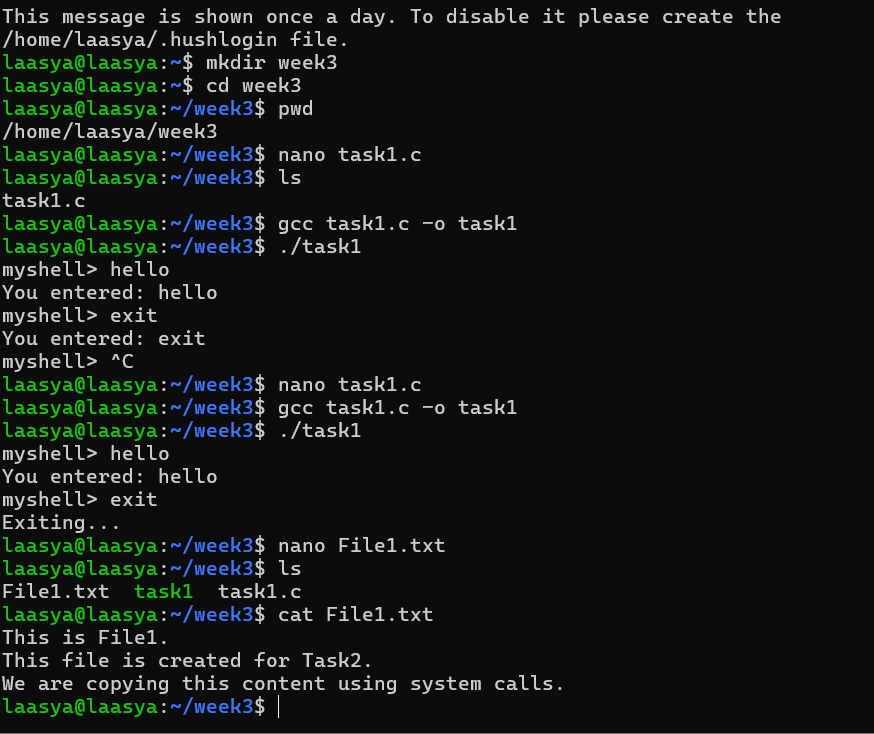 This message is shown once a day. To disable it please create the
/home/laasya/.hushlogin file.
laasya@laasya:~$ mkdir week3
laasya@laasya:~$ cd week3
laasya@laasya:~/week3$ pwd
/home/laasya/week3
laasya@laasya:~/week3$ nano task1.c
laasya@laasya:~/week3$ ls
task1.c
laasya@laasya:~/week3$ gcc task1.c -o task1
laasya@laasya:~/week3$ ./task1
myshell> hello
You entered: hello
myshell> exit
You entered: exit
myshell> ^C
laasya@laasya:~/week3$ nano task1.c
laasya@laasya:~/week3$ gcc task1.c -o task1
laasya@laasya:~/week3$ ./task1
myshell> hello
You entered: hello
myshell> exit
Exiting...
laasya@laasya:~/week3$ nano File1.txt
laasya@laasya:~/week3$ ls
File1.txt  task1  task1.c
laasya@laasya:~/week3$ cat File1.txt
This is File1.
This file is created for Task2.
We are copying this content using system calls.
laasya@laasya:~/week3$